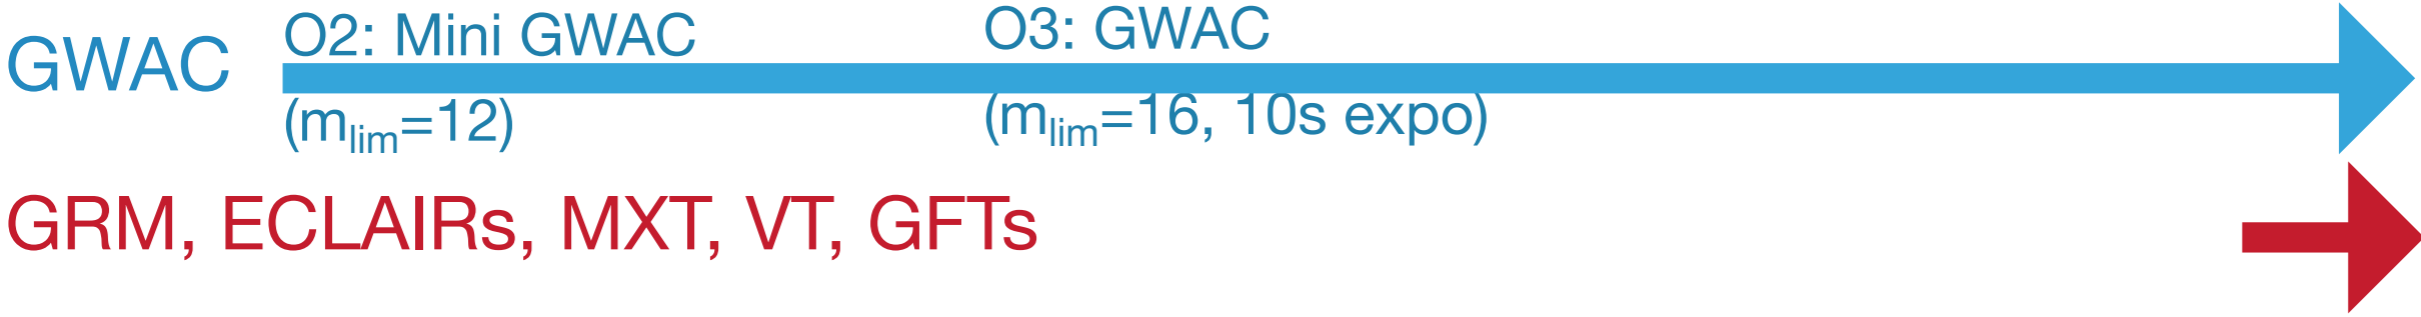 GWAC
O2: Mini GWAC
(mlim=12)
O3: GWAC
(mlim=16, 10s expo)
GRM, ECLAIRs, MXT, VT, GFTs